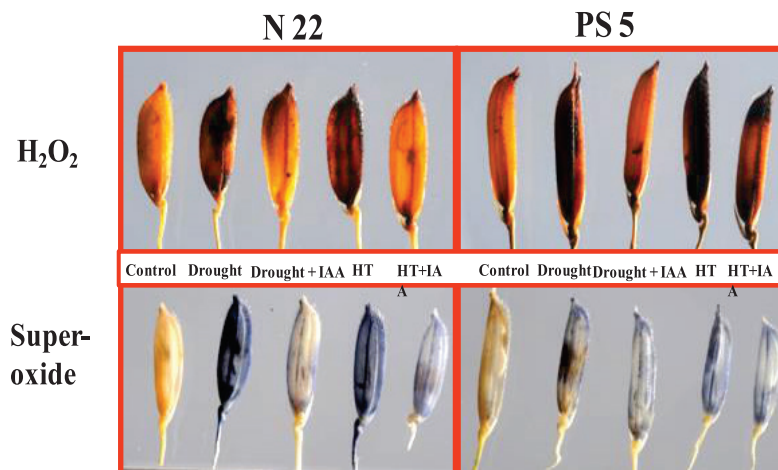 N 22 PS 5
H₂O₂
Control Drought Drought + IAA HT HT+IA
A
Control Drought Drought + IAA HT HT+IA
A
Super-
oxide